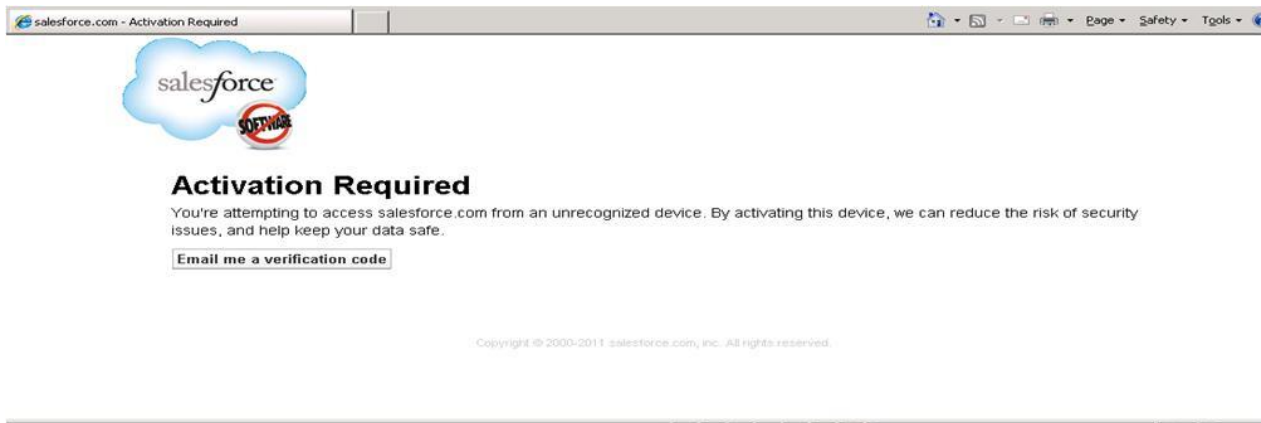 salesforce.com - Activation Required
Page Safety Tools
salesforce
SOFTWARE
Activation Required
You're attempting to access salesforce.com from an unrecognized device. By activating this device, we can reduce the risk of security
issues, and help keep your data safe.
Email me a verification code
Copyright © 2000-2011 salesforce.com, inc. All rights reserved.